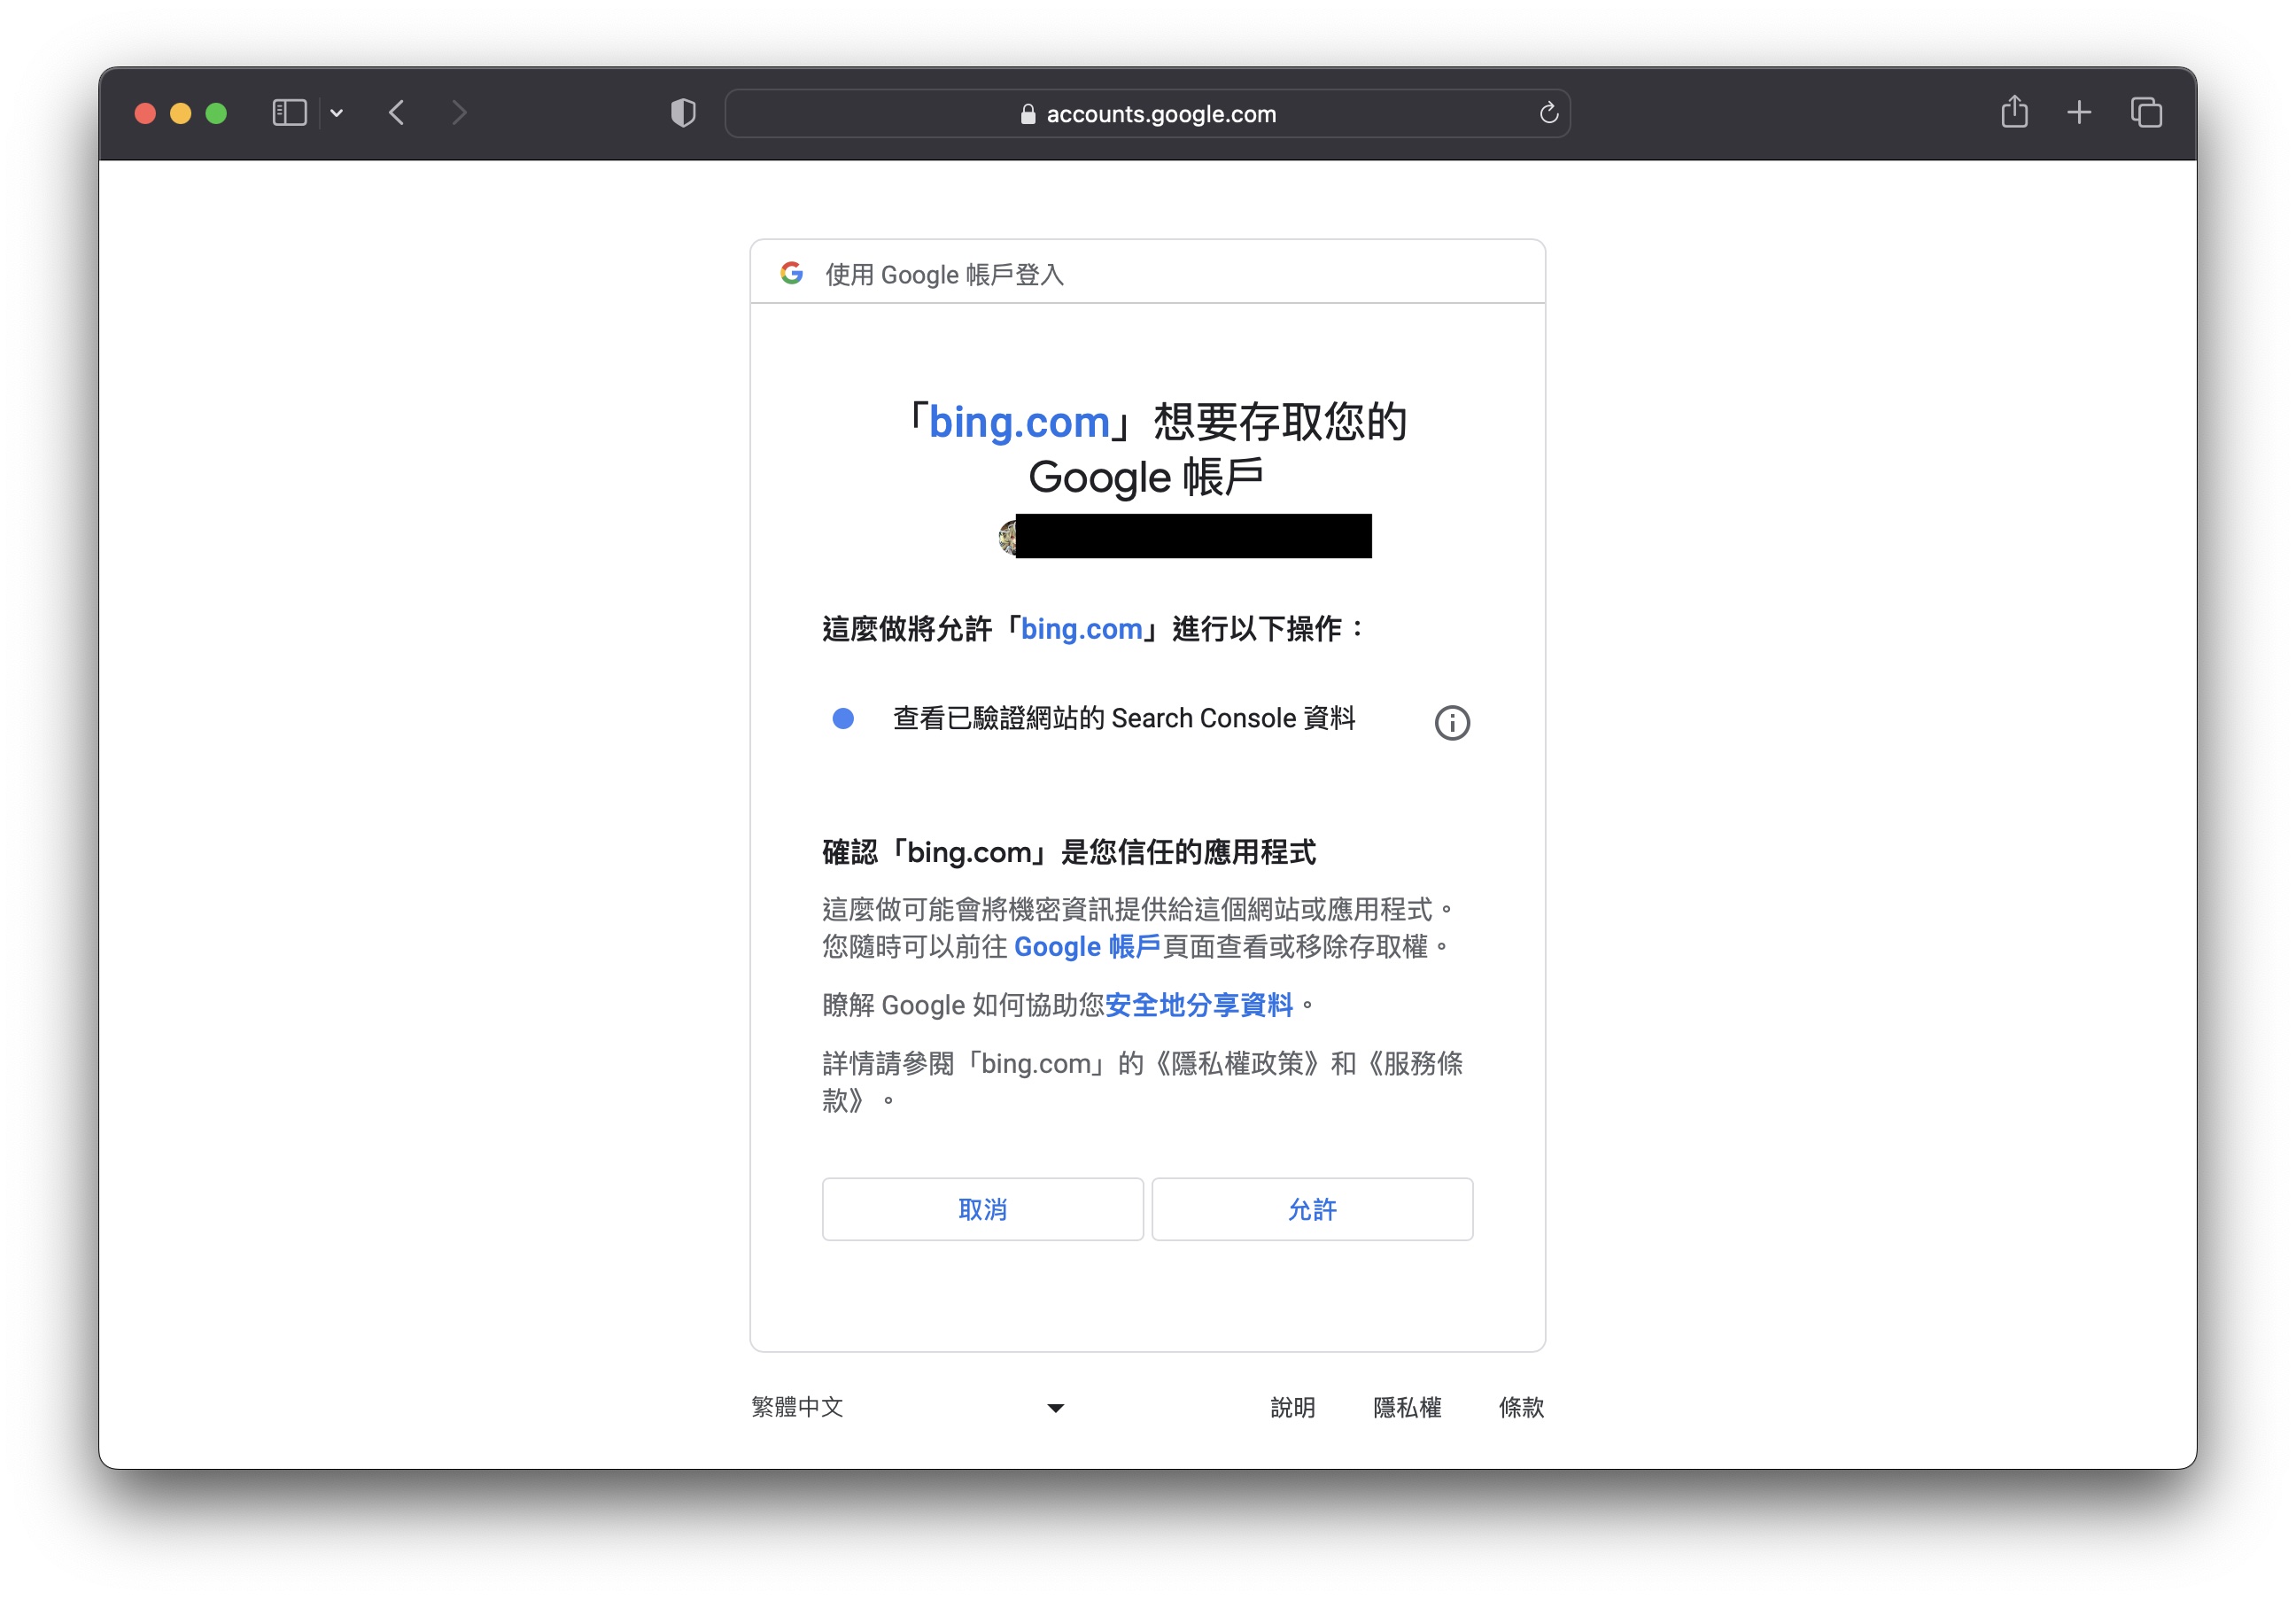 accounts.google.com
使用 Google 帳戶登入
「bing.com」想要存取您的
Google 帳戶
這麼做將允許「bing.com」進行以下操作：
查看已驗證網站的 Search Console 資料
確認「bing.com」是您信任的應用程式
這麼做可能會將機密資訊提供給這個網站或應用程式。
您隨時可以前往 Google 帳戶頁面查看或移除存取權。
瞭解 Google 如何協助您安全地分享資料。
詳情請參閱「bing.com」的《隱私權政策》和《服務條
款》。
取消
允許
繁體中文
說明
隱私權
條款